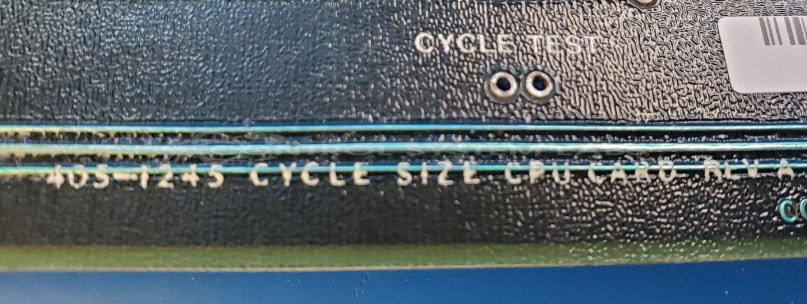 CYCLE TEST
405-1245 CYCLE SIZE CPU CARD REV A